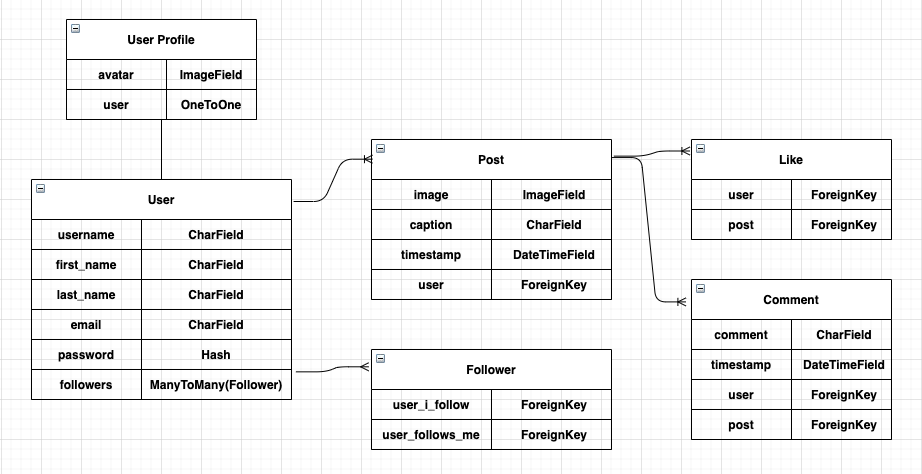 User Profile
avatar ImageField
user OneToOne
User
username CharField
first_name CharField
last_name CharField
email CharField
password Hash
followers ManyToMany(Follower)
Post
image ImageField
caption CharField
timestamp DateTimeField
user ForeignKey
Follower
user_i_follow ForeignKey
user_follows_me ForeignKey
Like
user ForeignKey
post ForeignKey
Comment
comment CharField
timestamp DateTimeField
user ForeignKey
post ForeignKey